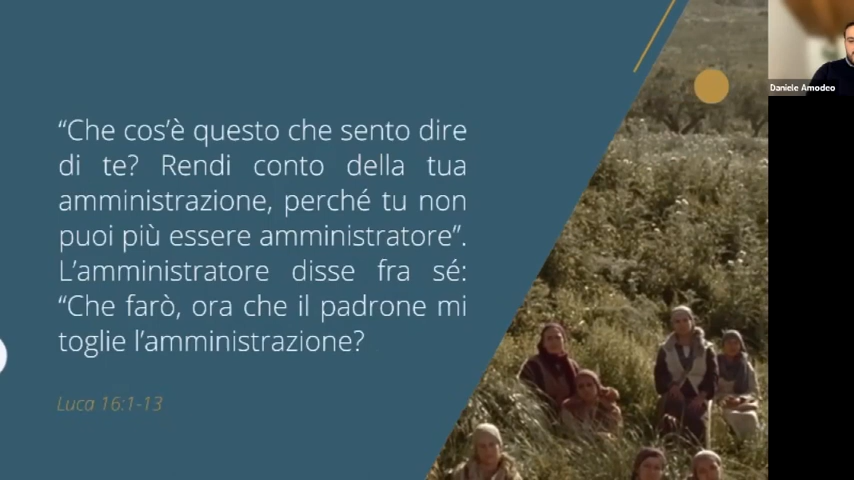 “Che cos’è questo che sento dire
di te? Rendi conto della tua
amministrazione, perché tu non
puoi più essere amministratore”.
L’amministratore disse fra sé:
“Che farò, ora che il padrone mi
toglie l’amministrazione?
Luca 16:1-13
Daniele Amodeo